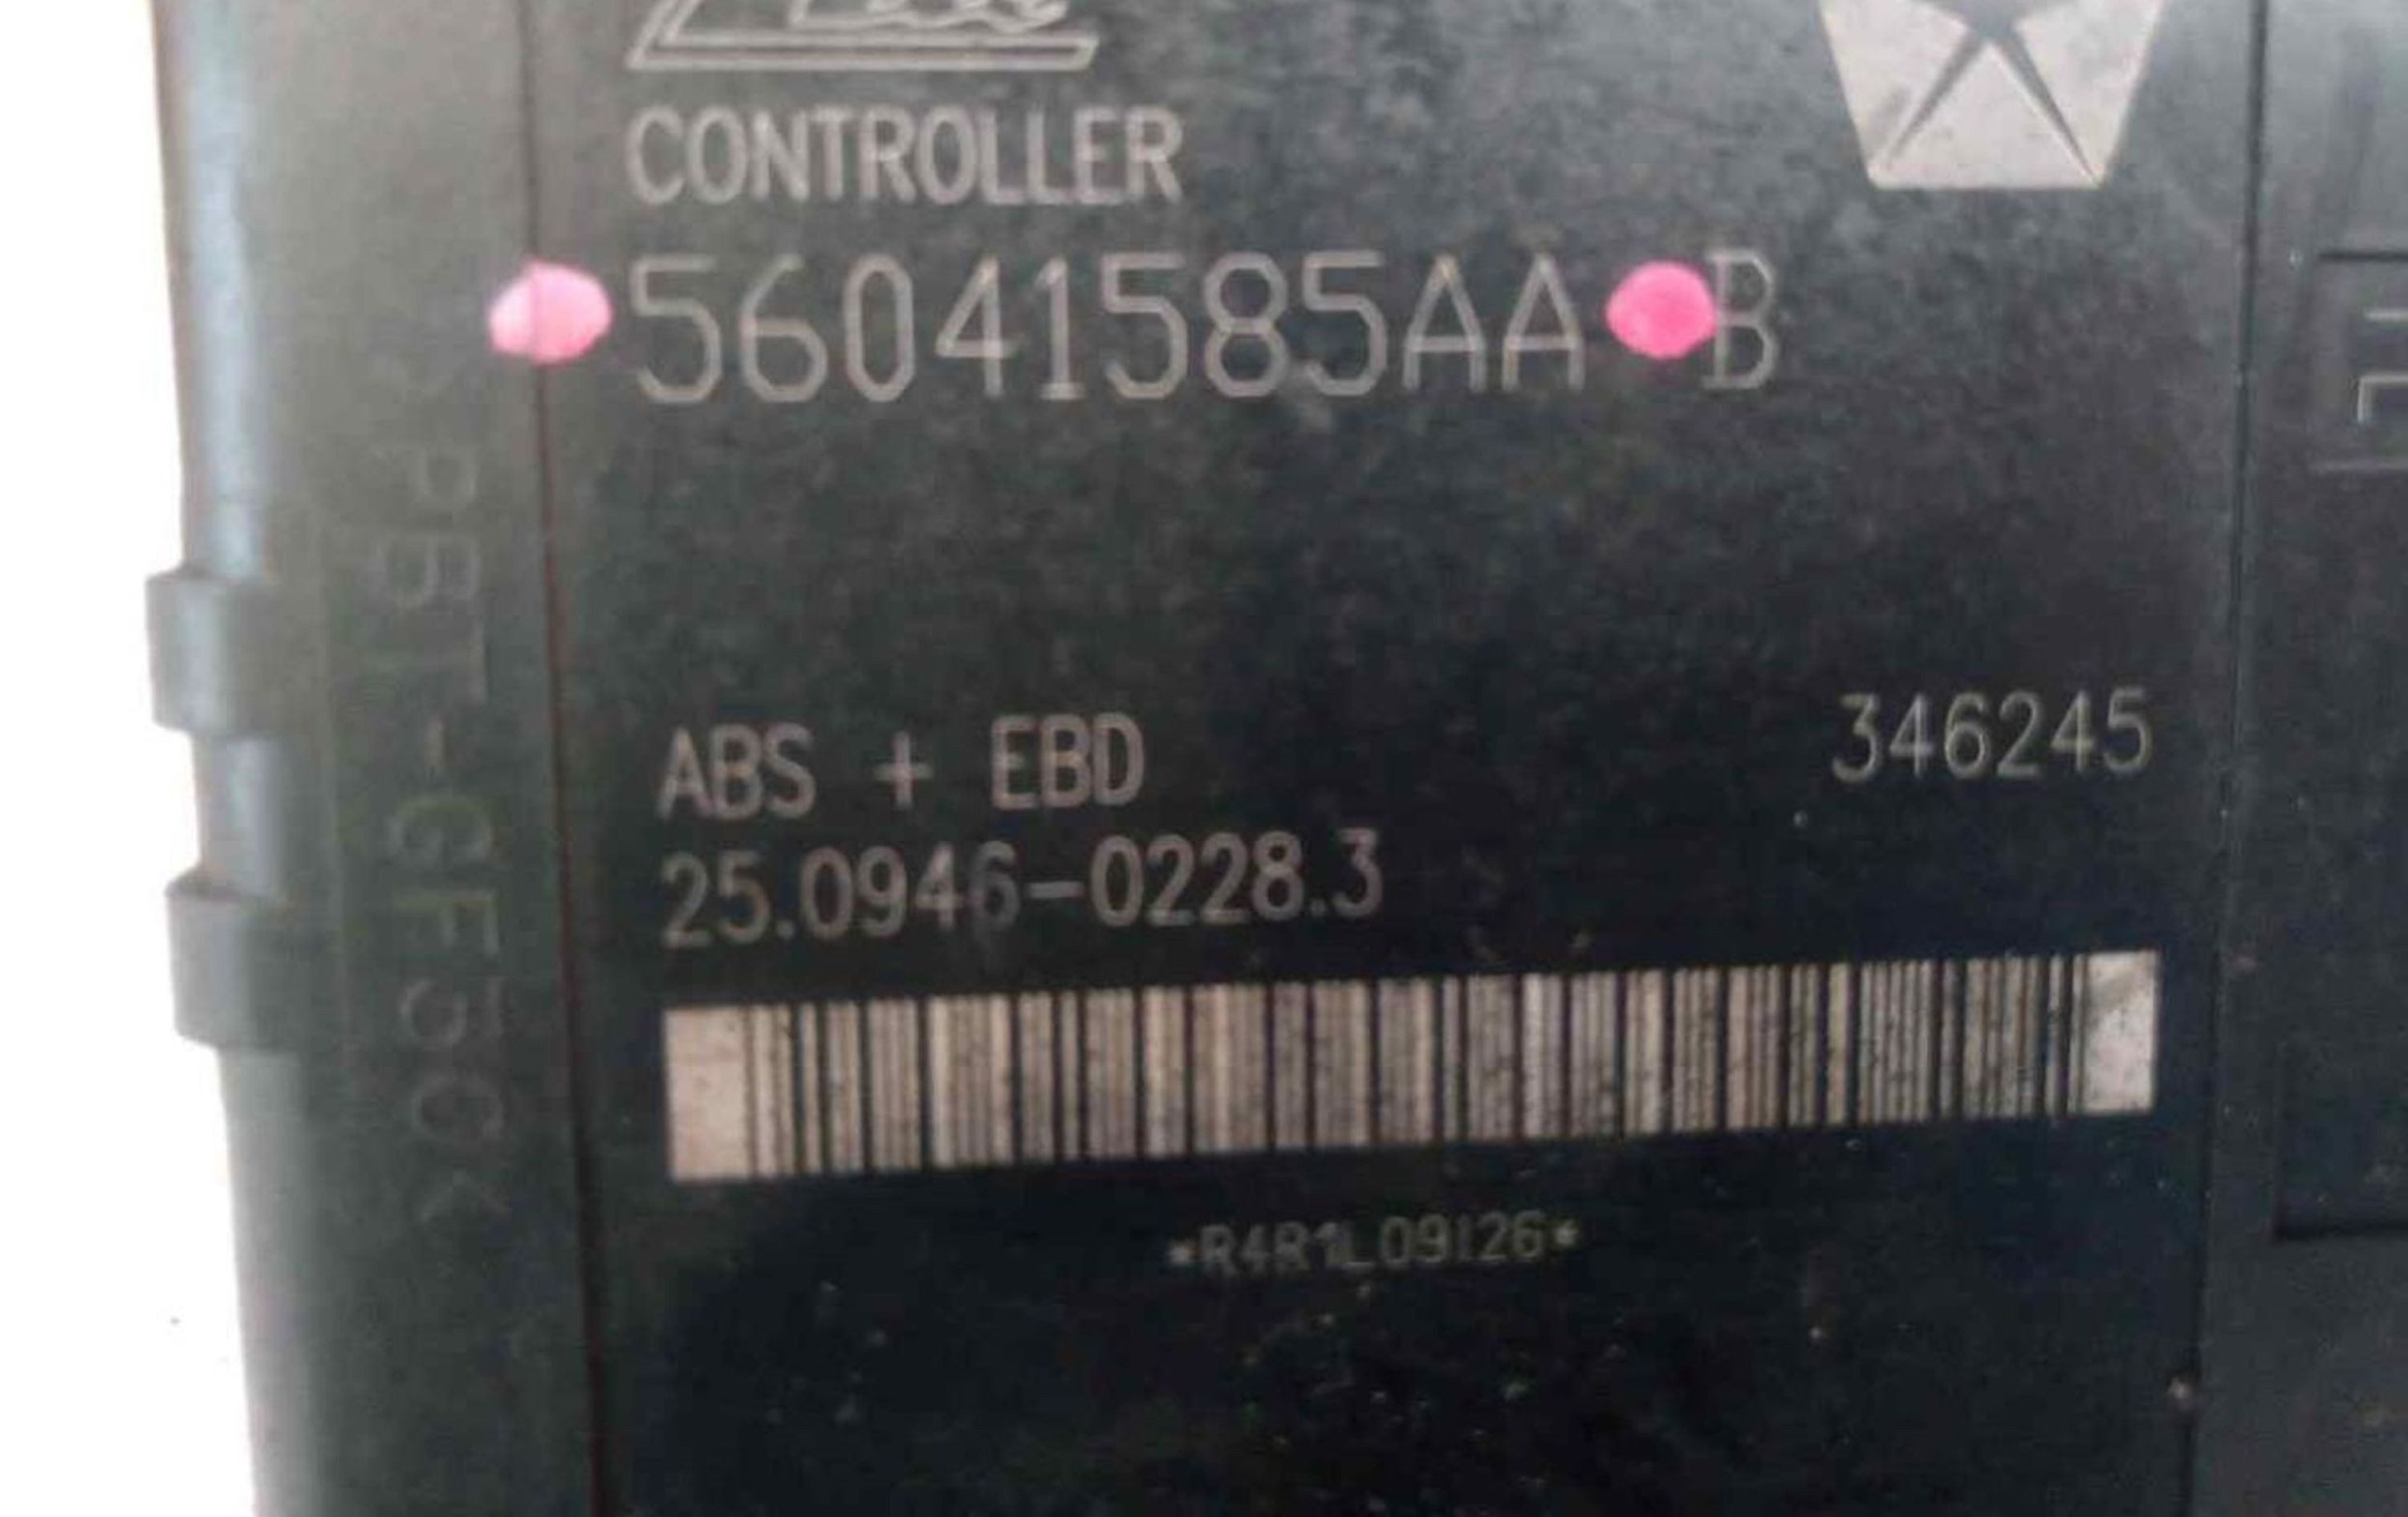 CONTROLLER
56041585AA B
ABS + EBD 346245
25.0946-0228.3
*R4R1L09126*